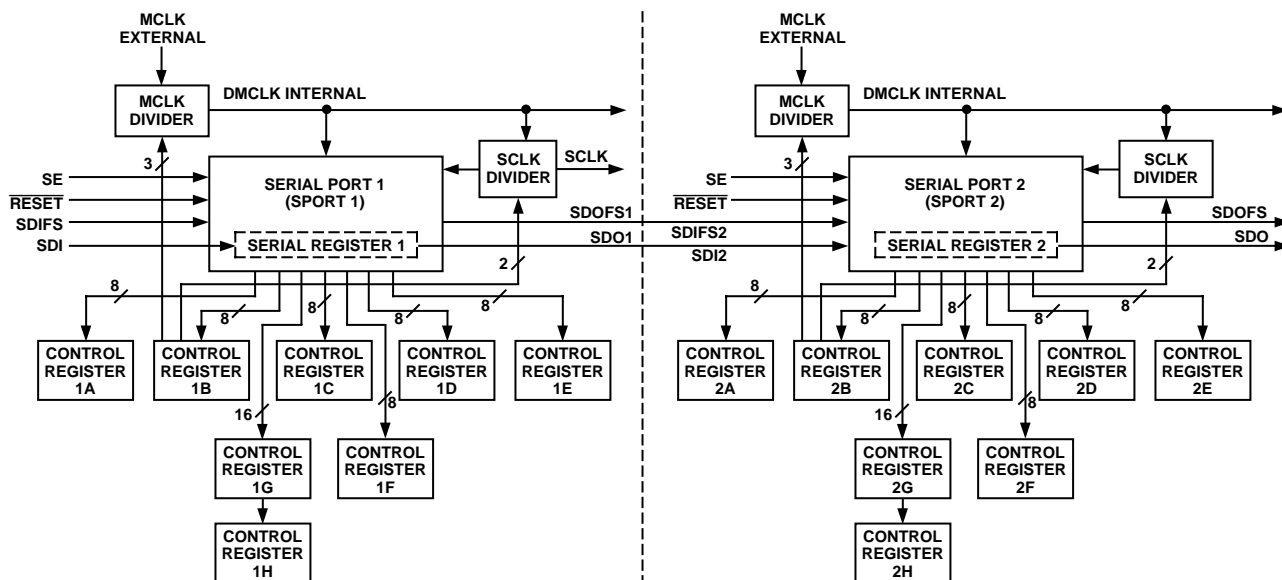 MCLK
EXTERNAL
MCLK
DIVIDER
DMCLK INTERNAL
3
SCLK
DIVIDER
SCLK
SE
RESET
SDIFS
SDI
SERIAL PORT 1
(SPORT 1)
SERIAL REGISTER 1
SDOFS1
SDO1
2
8
8
8
8
8
CONTROL
REGISTER
1A
CONTROL
REGISTER
1B
CONTROL
REGISTER
1C
CONTROL
REGISTER
1D
CONTROL
REGISTER
1E
16
8
CONTROL
REGISTER
1G
CONTROL
REGISTER
1F
CONTROL
REGISTER
1H
MCLK
EXTERNAL
MCLK
DIVIDER
DMCLK INTERNAL
3
SCLK
DIVIDER
SE
RESET
SDIFS2
SDI2
SERIAL PORT 2
(SPORT 2)
SERIAL REGISTER 2
SDOFS
SDO
2
8
8
8
8
8
CONTROL
REGISTER
2A
CONTROL
REGISTER
2B
CONTROL
REGISTER
2C
CONTROL
REGISTER
2D
CONTROL
REGISTER
2E
16
8
CONTROL
REGISTER
2G
CONTROL
REGISTER
2F
CONTROL
REGISTER
2H